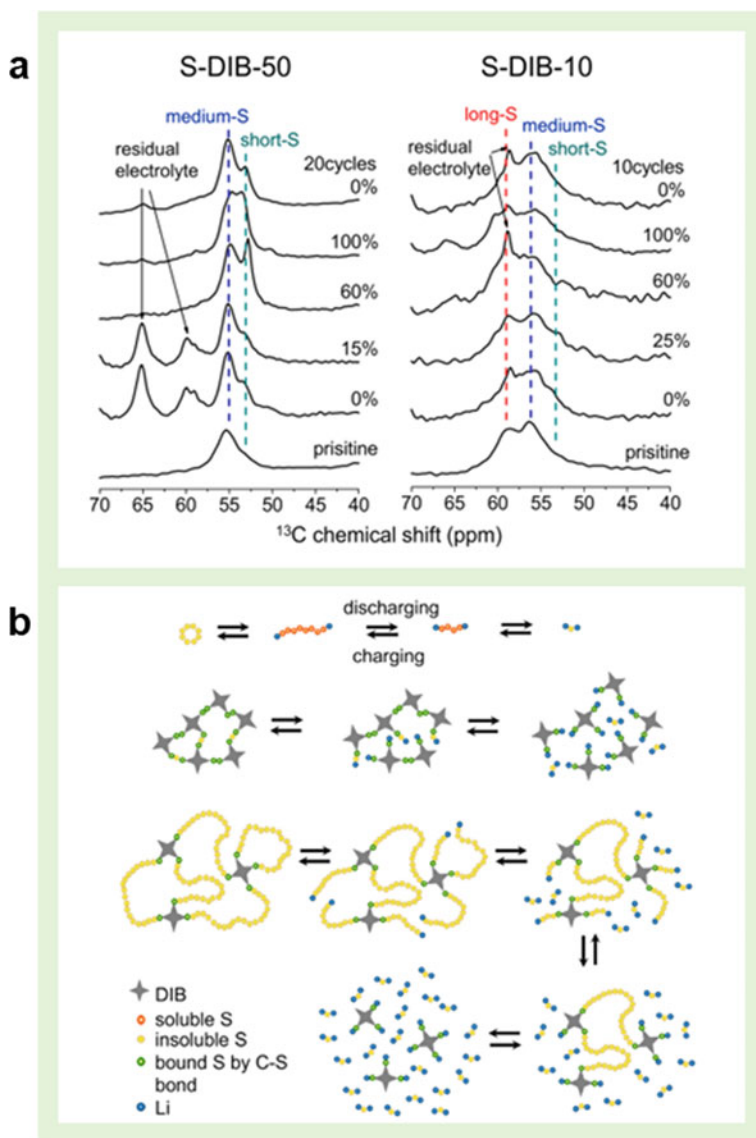 a
S-DIB-50
S-DIB-10
medium-S
short-S
residual
electrolyte
20cycles
0%
100%
60%
15%
0%
prisitine
70 65 60 55 50 45 40
long-S
medium-S
short-S
residual
electrolyte
10cycles
0%
100%
60%
25%
0%
pristine
70 65 60 55 50 45 40
13C chemical shift (ppm)
b
discharging
charging
DIB
soluble S
insoluble S
bound S by C-S
bond
Li